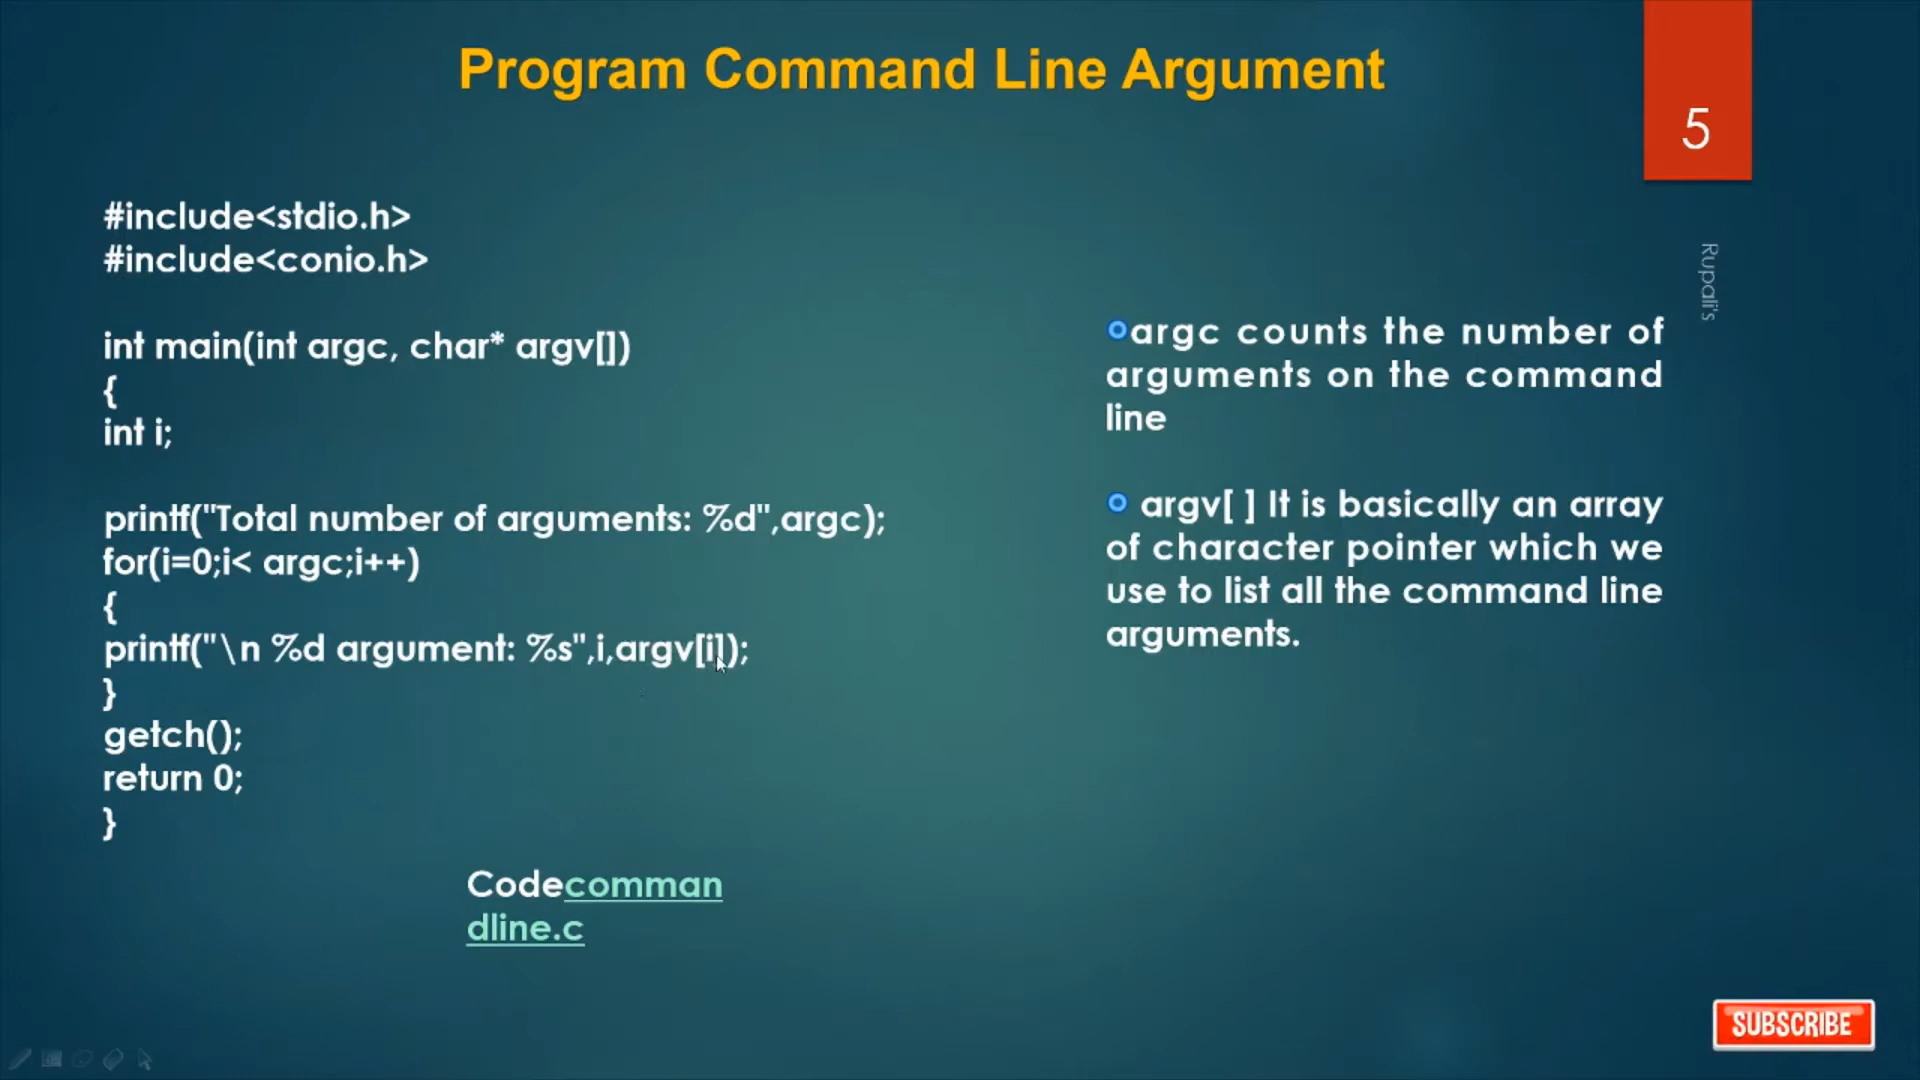 Program Command Line Argument
5
Rupali's
#include<stdio.h>
#include<conio.h>
int main(int argc, char* argv[])
{
int i;
printf("Total number of arguments: %d",argc);
for(i=0;i< argc;i++)
{
printf("\n %d argument: %s",i,argv[i]);
}
getch();
return 0;
}
Codecomman
dline.c
argc counts the number of
arguments on the command
line
argv[ ] It is basically an array
of character pointer which we
use to list all the command line
arguments.
SUBSCRIBE